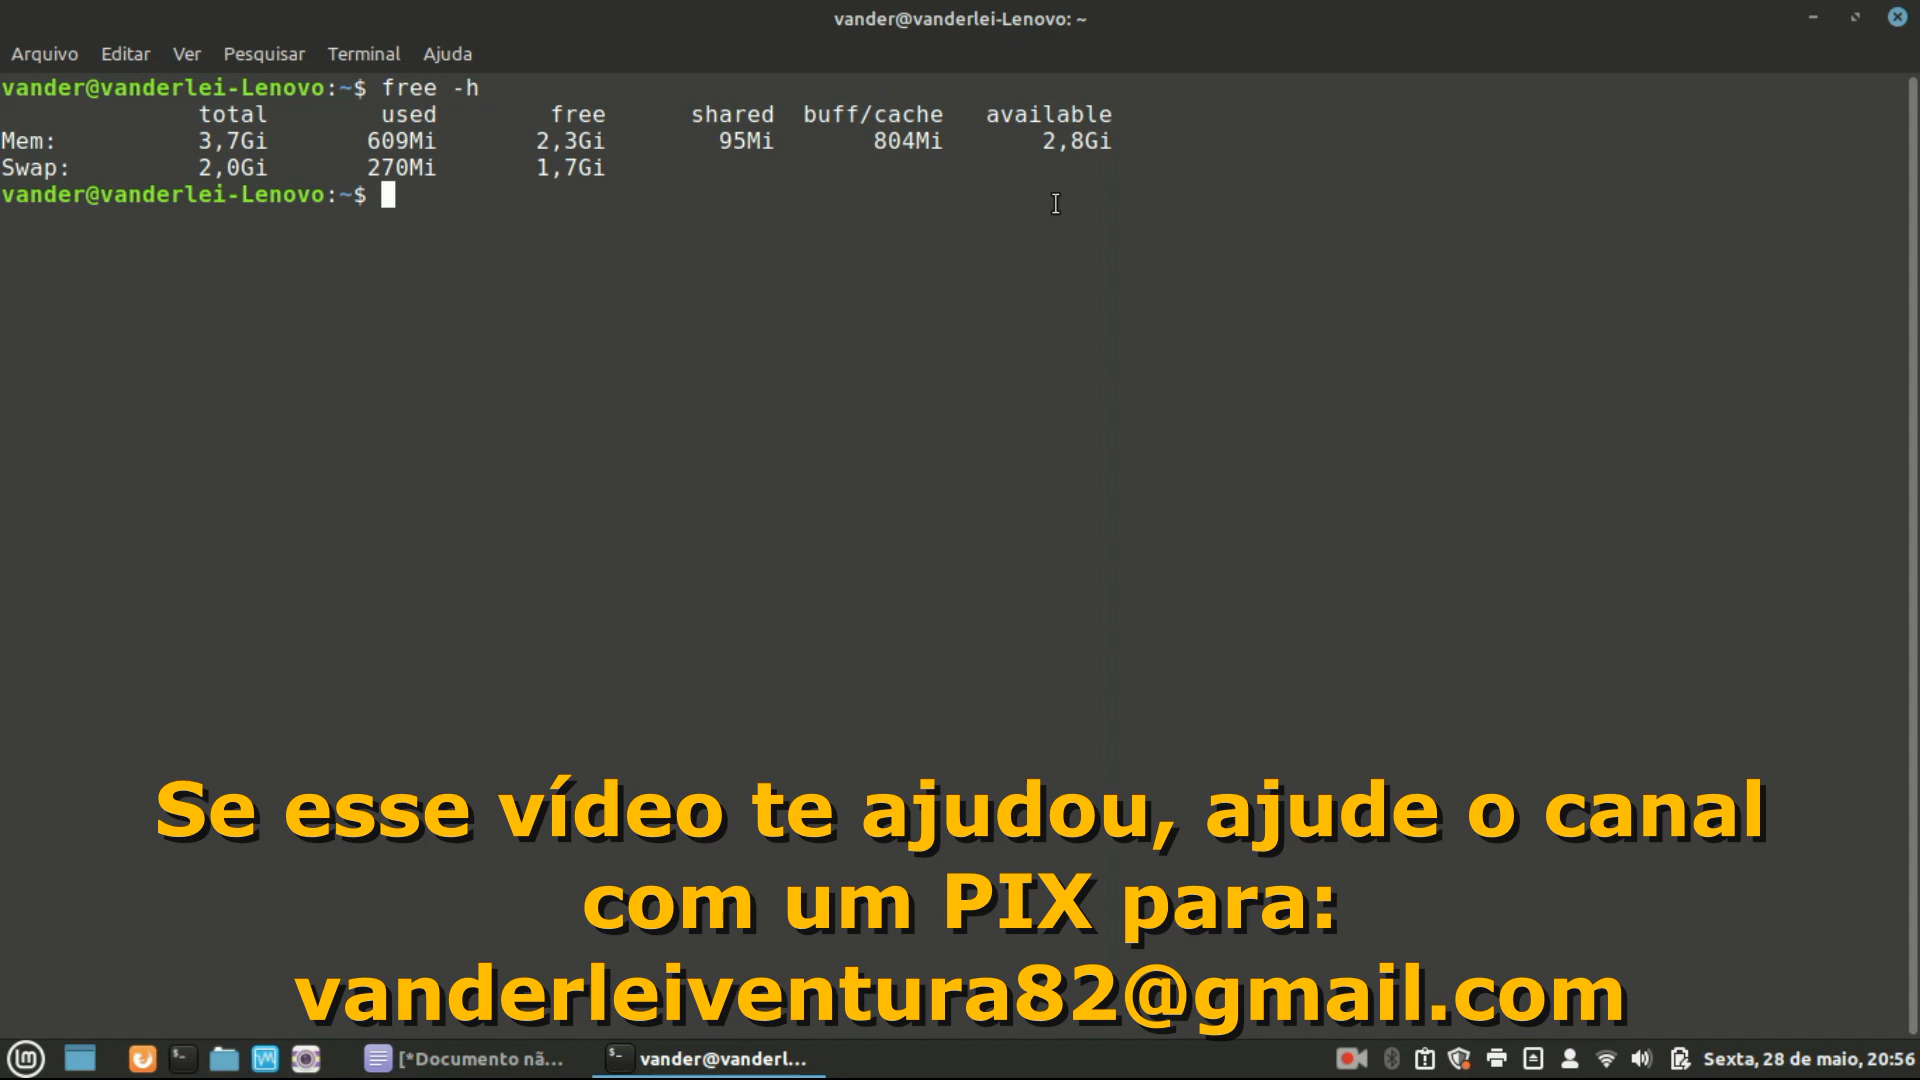 vander@vanderlei-Lenovo: ~
Arquivo Editar Ver Pesquisar Terminal Ajuda
vander@vanderlei-Lenovo:~$ free -h
total used free shared buff/cache available
Mem: 3,7Gi 609Mi 2,3Gi 95Mi 804Mi 2,8Gi
Swap: 2,0Gi 270Mi 1,7Gi
vander@vanderlei-Lenovo:~$
Se esse vídeo te ajudou, ajude o canal
com um PIX para:
vanderleiventura82@gmail.com
[*Documento nã... vander@vanderl... Sexta, 28 de maio, 20:56